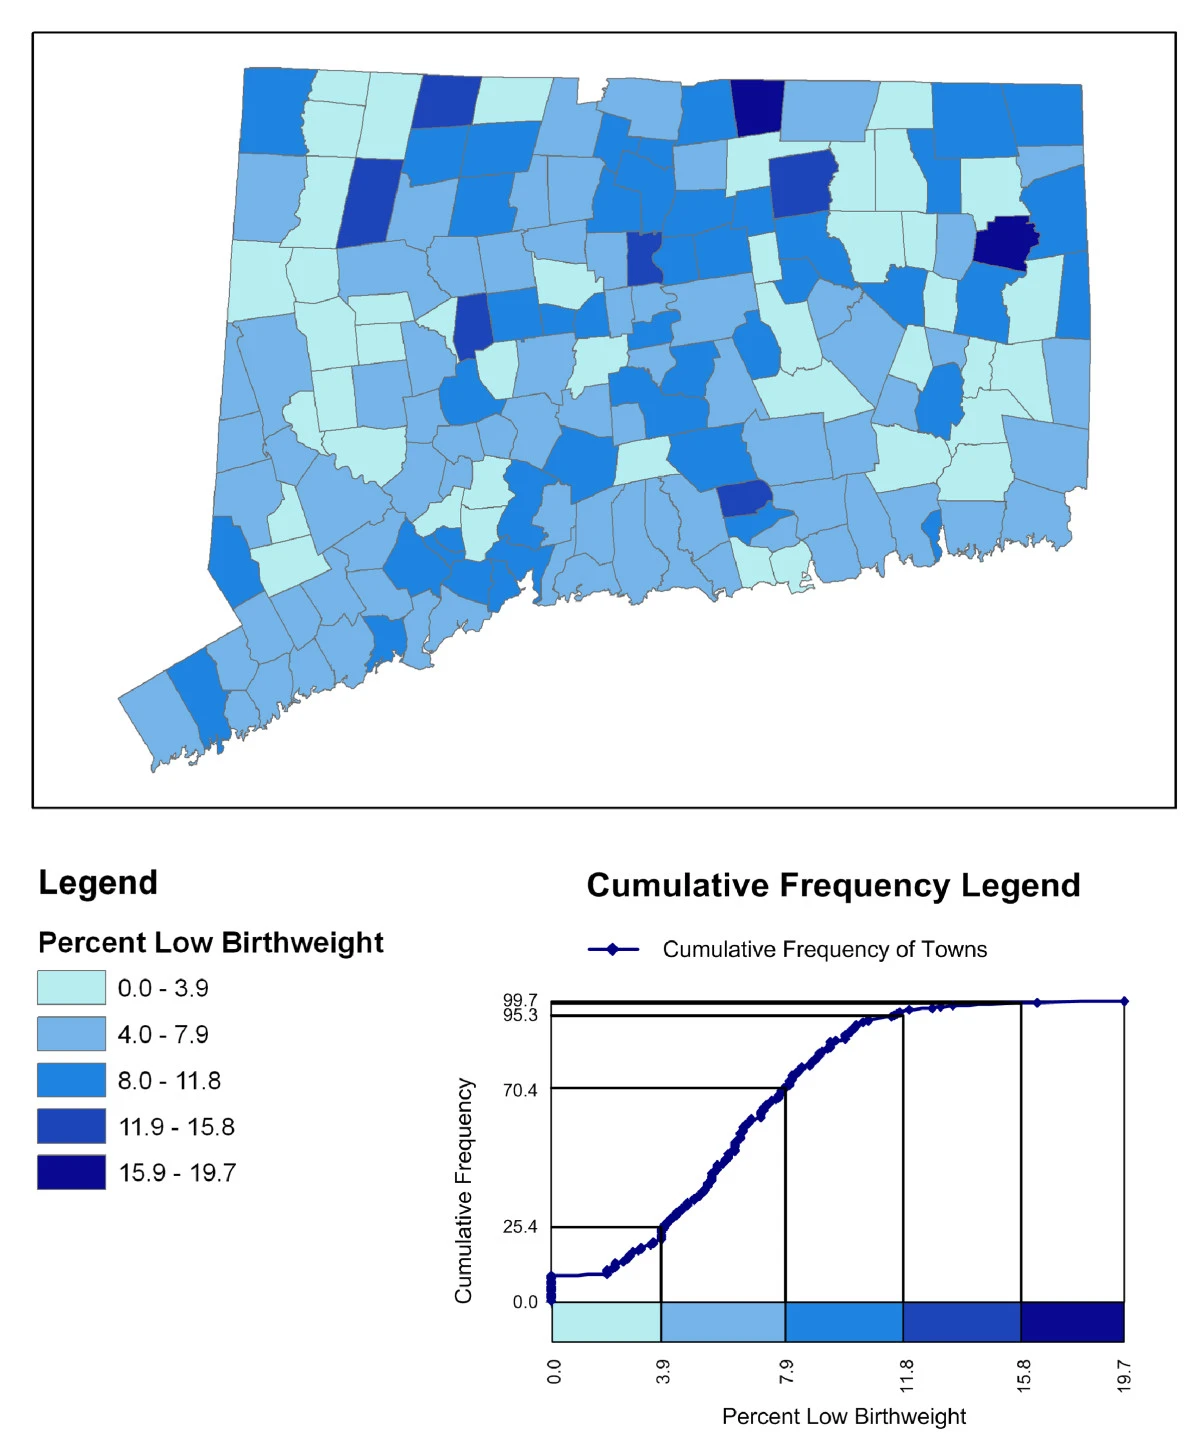 Legend
Percent Low Birthweight
0.0 - 3.9
4.0 - 7.9
8.0 - 11.8
11.9 - 15.8
15.9 - 19.7
Cumulative Frequency Legend
Cumulative Frequency of Towns
Cumulative Frequency
99.7
95.3
70.4
25.4
0.0
0.0
3.9
7.9
11.8
15.8
19.7
Percent Low Birthweight